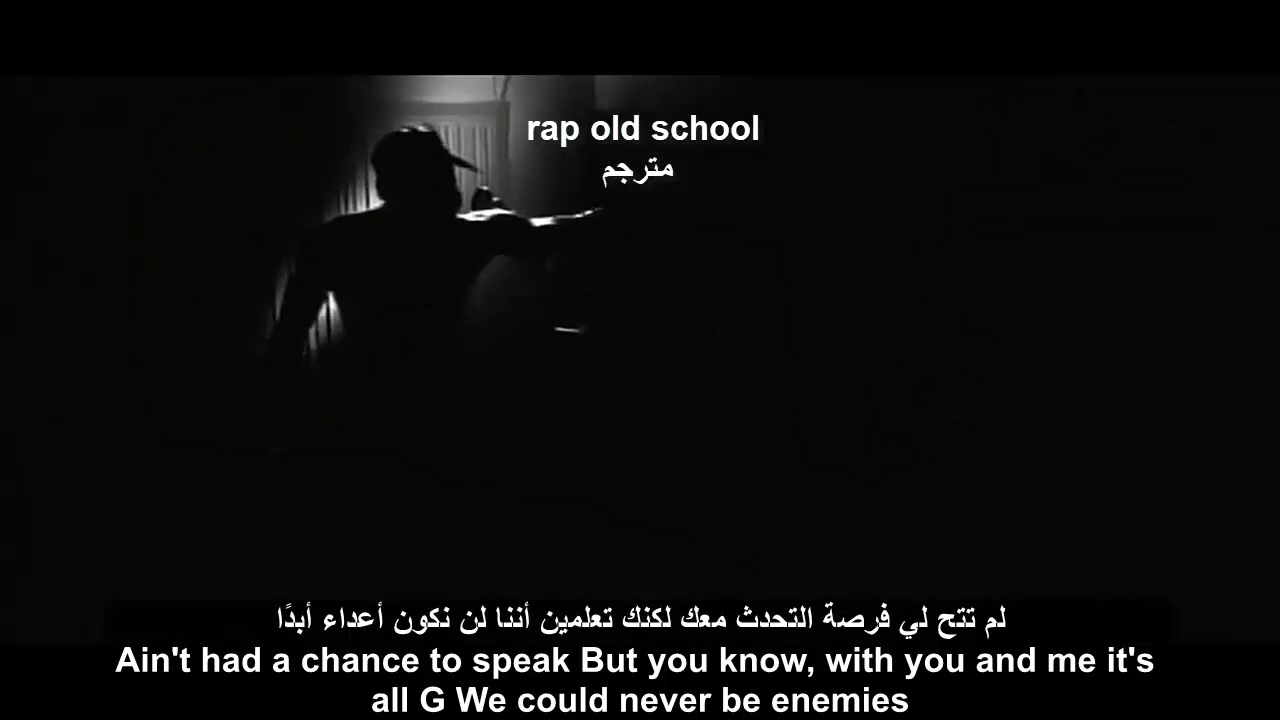 rap old school
مترجم
لم تتح لي فرصة التحدث معك لكنك تعلمين أننا لن نكون أعداء أبدًا
Ain't had a chance to speak But you know, with you and me it's
all G We could never be enemies